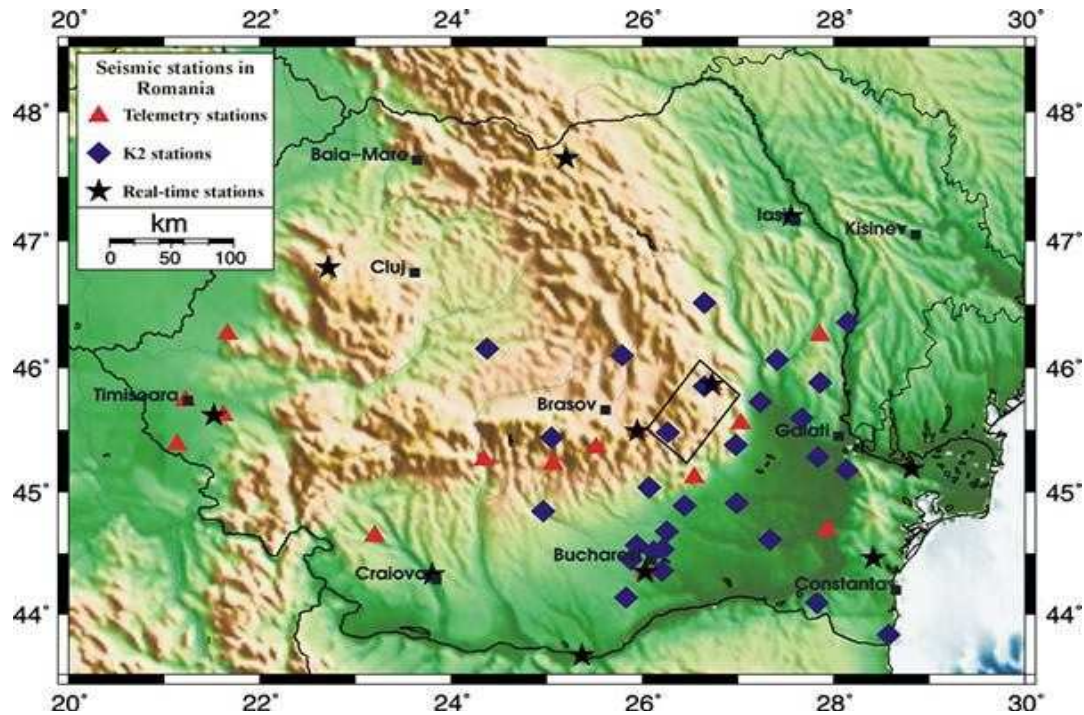 20° 22° 24° 26° 28° 30°
Seismic stations in
Romania
Telemetry stations
K2 stations
Real-time stations
km
0 60 100
48° 48°
Baia-Mare
Iasi
Kisinev
47° 47°
Cluj
46° 46°
Timisoara
Brasov
Galati
45° 45°
Bucharest
Craiova
Constanta
44° 44°
20° 22° 24° 26° 28° 30°